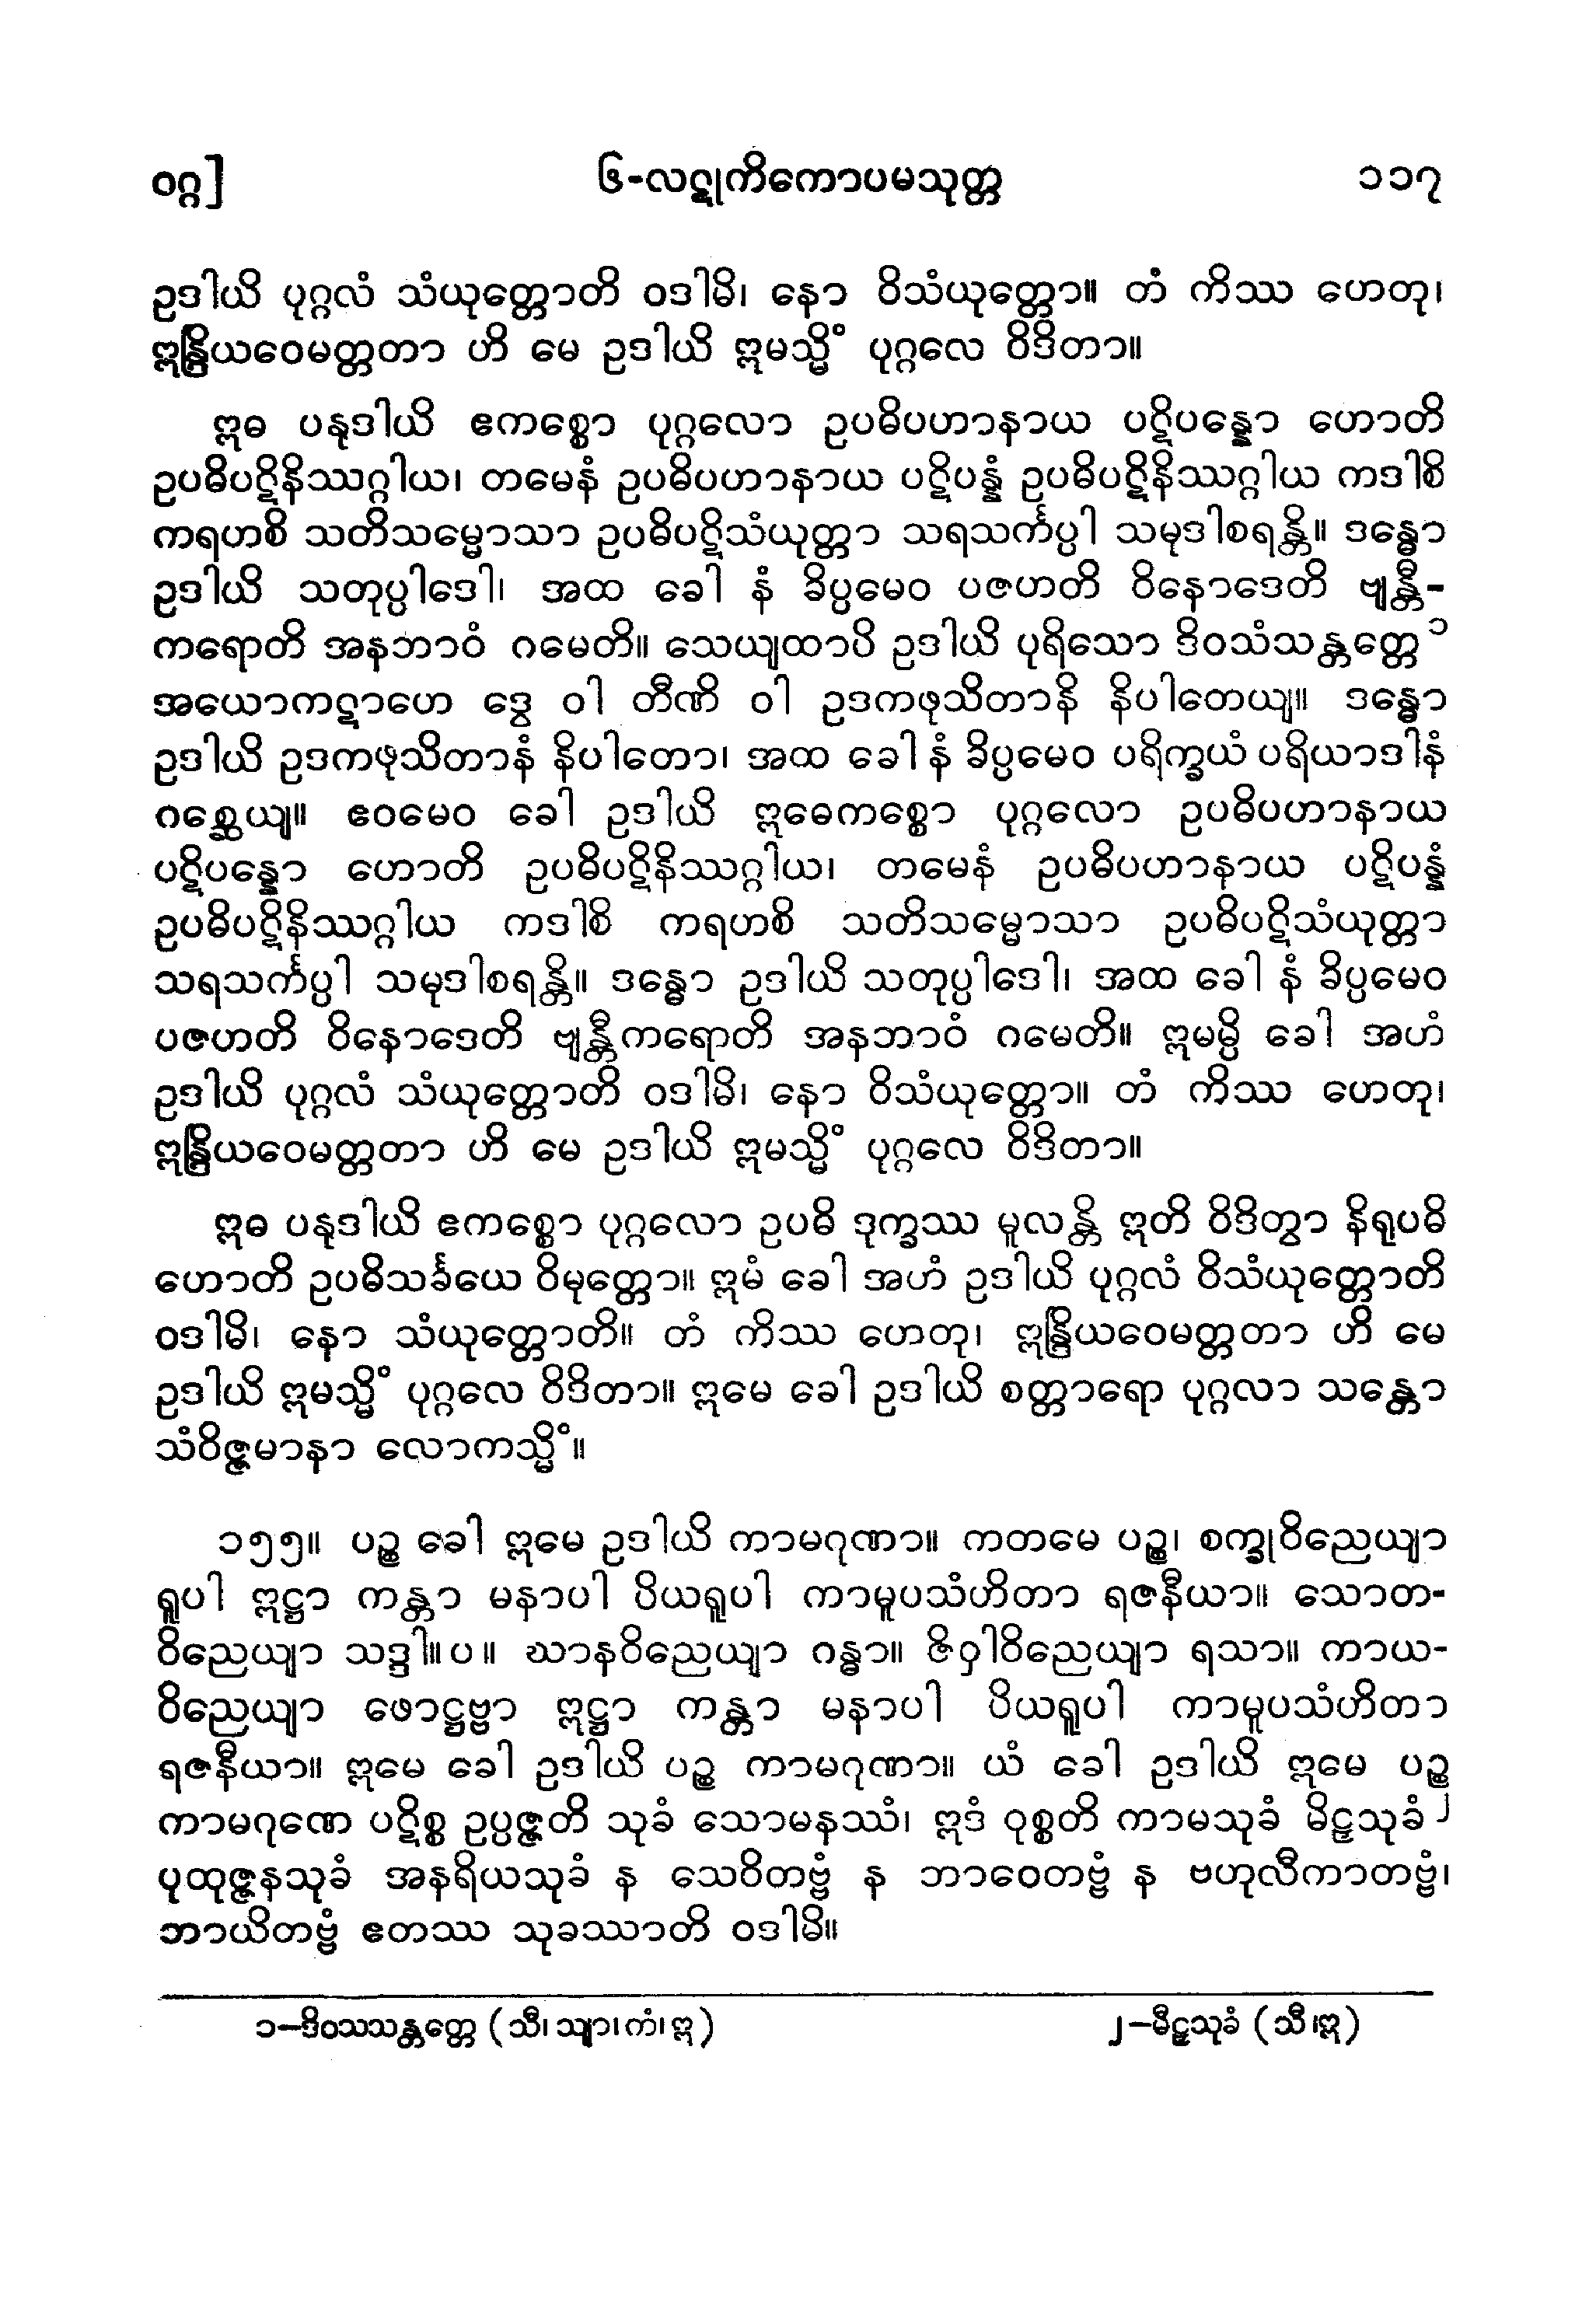 ဝဂ္ဂ]
၆-လဋုကိကောပမသုတ္တ
၁၁၇
ဥဒါယိ ပုဂ္ဂလံ သံယုတ္တောတိ ဝဒါမိ၊ နော ဝိသံယုတ္တော။ တံ ကိဿ ဟေတု၊
ဣန္ဒြိယဝေမတ္တတာ ဟိ မေ ဥဒါယိ ဣမသ္မိံ ပုဂ္ဂလေ ဝိဒိတာ။
ဣဓ ပနုဒါယိ ဧကစ္စော ပုဂ္ဂလော ဥပဓိပဟာနာယ ပဋိပန္နော ဟောတိ
ဥပဓိပဋိနိဿဂ္ဂါယ၊ တမေနံ ဥပဓိပဟာနာယ ပဋိပန္နံ ဥပဓိပဋိနိဿဂ္ဂါယ ကဒါစိ
ကရဟစိ သတိသမ္မောသာ ဥပဓိပဋိသံယုတ္တာ သရသင်္ကပ္ပါ သမုဒါစရန္တိ။ ဒန္ဓော
ဥဒါယိ သတုပ္ပါဒေါ၊ အထ ခေါ နံ ခိပ္ပမေဝ ပဇဟတိ ဝိနောဒေတိ ဗျန္တီ-
ကရောတိ အနဘာဝံ ဂမေတိ။ သေယျထာပိ ဥဒါယိ ပုရိသော ဒိဝသံသန္တတ္တေ ၁
အယောကဋာဟေ ဒွေ ဝါ တီဏိ ဝါ ဥဒကဖုသိတာနိ နိပါတေယျ။ ဒန္ဓော
ဥဒါယိ ဥဒကဖုသိတာနံ နိပါတော၊ အထ ခေါ နံ ခိပ္ပမေဝ ပရိက္ခယံ ပရိယာဒါနံ
ဂစ္ဆေယျ။ ဧဝမေဝ ခေါ ဥဒါယိ ဣဓေကစ္စော ပုဂ္ဂလော ဥပဓိပဟာနာယ
ပဋိပန္နော ဟောတိ ဥပဓိပဋိနိဿဂ္ဂါယ၊ တမေနံ ဥပဓိပဟာနာယ ပဋိပန္နံ
ဥပဓိပဋိနိဿဂ္ဂါယ ကဒါစိ ကရဟစိ သတိသမ္မောသာ ဥပဓိပဋိသံယုတ္တာ
သရသင်္ကပ္ပါ သမုဒါစရန္တိ။ ဒန္ဓော ဥဒါယိ သတုပ္ပါဒေါ၊ အထ ခေါ နံ ခိပ္ပမေဝ
ပဇဟတိ ဝိနောဒေတိ ဗျန္တီကရောတိ အနဘာဝံ ဂမေတိ။ ဣမမ္ပိ ခေါ အဟံ
ဥဒါယိ ပုဂ္ဂလံ သံယုတ္တောတိ ဝဒါမိ၊ နော ဝိသံယုတ္တော။ တံ ကိဿ ဟေတု၊
ဣန္ဒြိယဝေမတ္တတာ ဟိ မေ ဥဒါယိ ဣမသ္မိံ ပုဂ္ဂလေ ဝိဒိတာ။
ဣဓ ပနုဒါယိ ဧကစ္စော ပုဂ္ဂလော ဥပဓိ ဒုက္ခဿ မူလန္တိ ဣတိ ဝိဒိတွာ နိရုပဓိ
ဟောတိ ဥပဓိသင်္ခယေ ဝိမုတ္တော။ ဣမံ ခေါ အဟံ ဥဒါယိ ပုဂ္ဂလံ ဝိသံယုတ္တောတိ
ဝဒါမိ၊ နော သံယုတ္တောတိ။ တံ ကိဿ ဟေတု၊ ဣန္ဒြိယဝေမတ္တတာ ဟိ မေ
ဥဒါယိ ဣမသ္မိံ ပုဂ္ဂလေ ဝိဒိတာ။ ဣမေ ခေါ ဥဒါယိ စတ္တာရော ပုဂ္ဂလာ သန္တော
သံဝိဇ္ဇမာနာ လောကသ္မိံ။
၁၅၅။ ပဉ္စ ခေါ ဣမေ ဥဒါယိ ကာမဂုဏာ။ ကတမေ ပဉ္စ၊ စက္ခုဝိညေယျာ
ရူပါ ဣဋ္ဌာ ကန္တာ မနာပါ ပိယရူပါ ကာမူပသံဟိတာ ရဇနီယာ။ သောတ-
ဝိညေယျာ သဒ္ဒါ။ပ။ ဃာနဝိညေယျာ ဂန္ဓာ။ ဇိဝှါဝိညေယျာ ရသာ။ ကာယ-
ဝိညေယျာ ဖောဋ္ဌဗ္ဗာ ဣဋ္ဌာ ကန္တာ မနာပါ ပိယရူပါ ကာမူပသံဟိတာ
ရဇနီယာ။ ဣမေ ခေါ ဥဒါယိ ပဉ္စ ကာမဂုဏာ။ ယံ ခေါ ဥဒါယိ ဣမေ ပဉ္စ
ကာမဂုဏေ ပဋိစ္စ ဥပ္ပဇ္ဇတိ သုခံ သောမနဿံ၊ ဣဒံ ဝုစ္စတိ ကာမသုခံ မိဠှသုခံ ၂
ပုထုဇ္ဇနသုခံ အနရိယသုခံ န သေဝိတဗ္ဗံ န ဘာဝေတဗ္ဗံ န ဗဟုလီကာတဗ္ဗံ၊
ဘာယိတဗ္ဗံ ဧတဿ သုခဿာတိ ဝဒါမိ။
၁–ဒိဝသသန္တတ္တေ (သီ၊ သျာ၊ ကံ၊ ဣ)
၂–မီဠှသုခံ (သီ၊ ဣ)